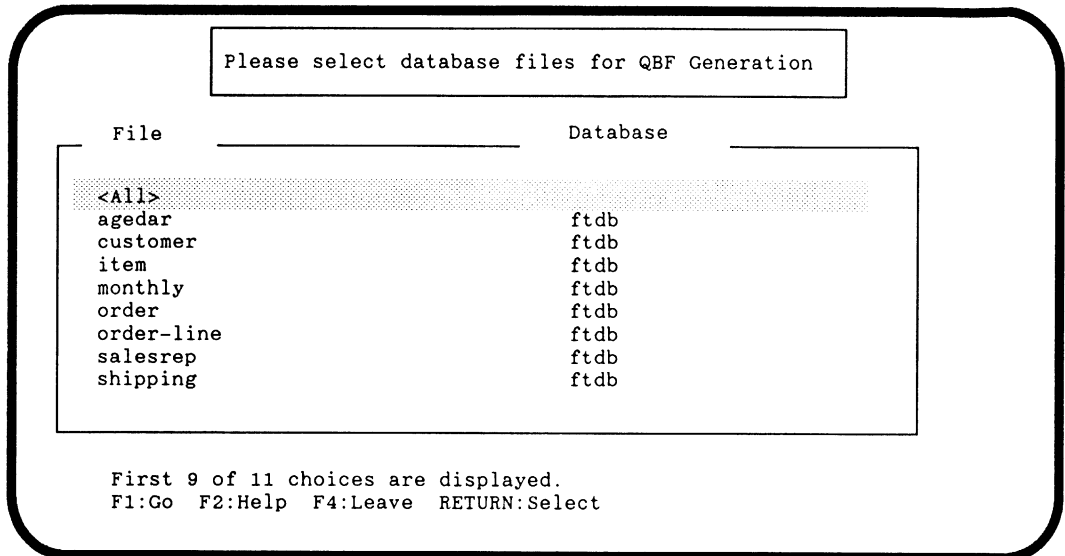 Please select database files for QBF Generation
File Database
<All>
agedar ftdb
customer ftdb
item ftdb
monthly ftdb
order ftdb
order-line ftdb
salesrep ftdb
shipping ftdb
First 9 of 11 choices are displayed.
F1:Go F2:Help F4:Leave RETURN:Select